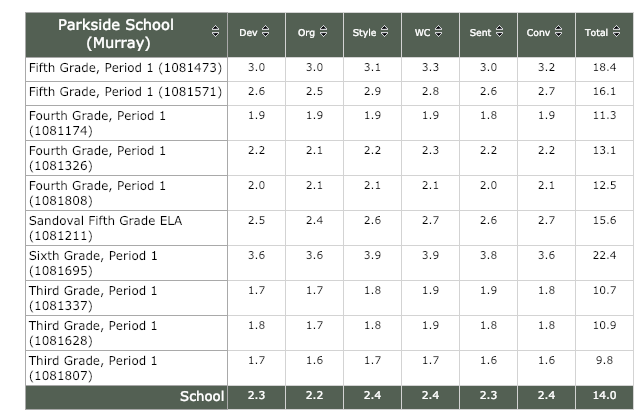 Parkside School (Murray) Dev Org Style WC Sent Conv Total
Fifth Grade, Period 1 (1081473) 3.0 3.0 3.1 3.3 3.0 3.2 18.4
Fifth Grade, Period 1 (1081571) 2.6 2.5 2.9 2.8 2.6 2.7 16.1
Fourth Grade, Period 1 (1081174) 1.9 1.9 1.9 1.9 1.8 1.9 11.3
Fourth Grade, Period 1 (1081326) 2.2 2.1 2.2 2.3 2.2 2.2 13.1
Fourth Grade, Period 1 (1081808) 2.0 2.1 2.1 2.1 2.0 2.1 12.5
Sandoval Fifth Grade ELA (1081211) 2.5 2.4 2.6 2.7 2.6 2.7 15.6
Sixth Grade, Period 1 (1081695) 3.6 3.6 3.9 3.9 3.8 3.6 22.4
Third Grade, Period 1 (1081337) 1.7 1.7 1.8 1.9 1.9 1.8 10.7
Third Grade, Period 1 (1081628) 1.8 1.7 1.8 1.9 1.8 1.8 10.9
Third Grade, Period 1 (1081807) 1.7 1.6 1.7 1.7 1.6 1.6 9.8
School 2.3 2.2 2.4 2.4 2.3 2.4 14.0